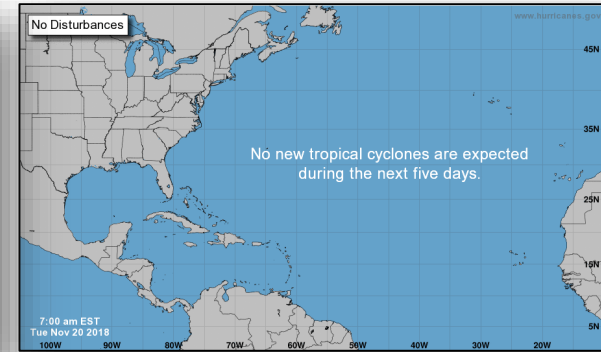 No Disturbances
www.hurricanes.gov
45N
35N
No new tropical cyclones are expected
during the next five days.
25N
15N
7:00 am EST
Tue Nov 20 2018
5N
100W 90W 80W 70W 60W 50W 40W 30W 20W